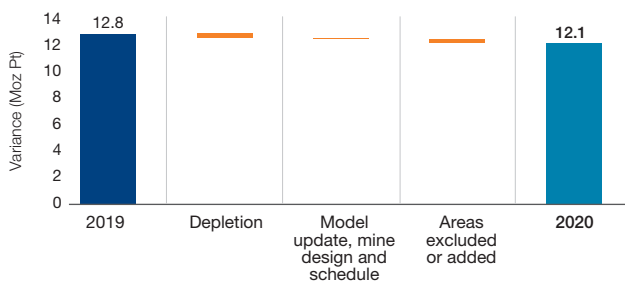 Variance (Moz Pt)
14
12
10
8
6
4
2
0
12.8
12.1
2019
Depletion
Model
update, mine
design and
schedule
Areas
excluded
or added
2020